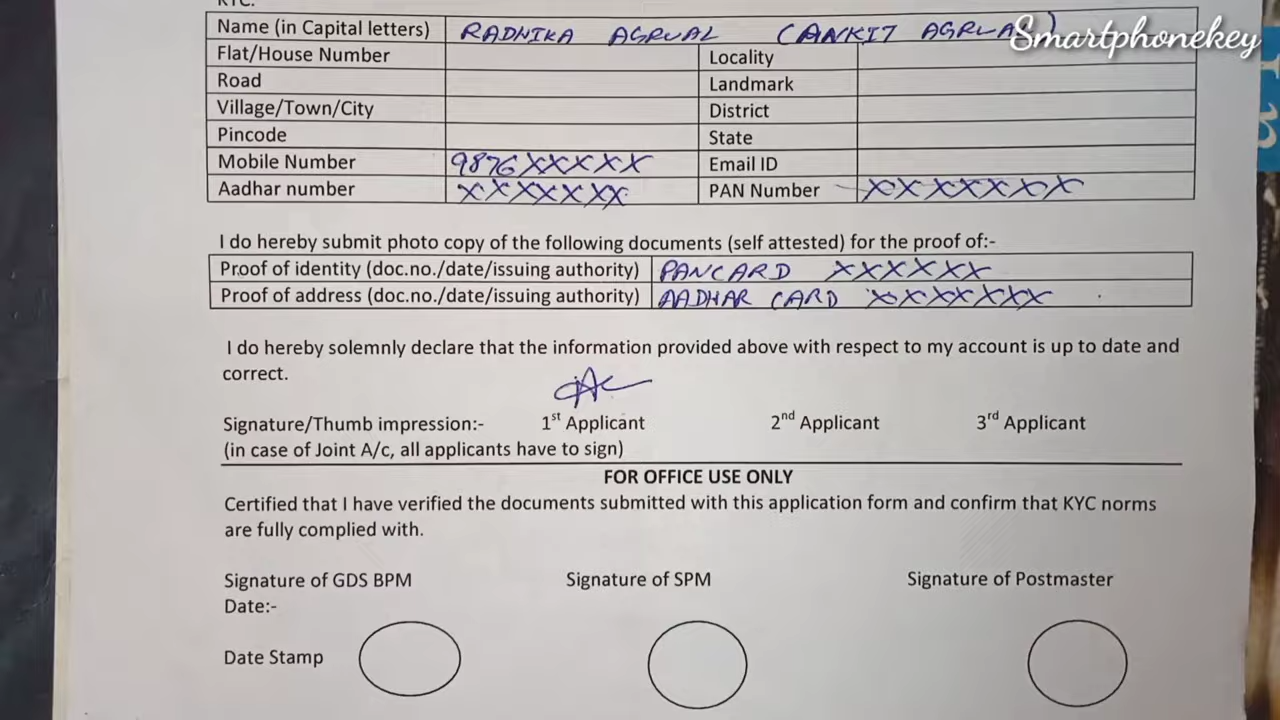 KYC.
Name (in Capital letters) RADHIKA AGRUAL (ANKIT AGRUAL)
Smartphonekey
Flat/House Number Locality
Road Landmark
Village/Town/City District
Pincode State
Mobile Number 9876XXXXX Email ID
Aadhar number XXXXXXX PAN Number XXXXXXX
I do hereby submit photo copy of the following documents (self attested) for the proof of:-
Proof of identity (doc.no./date/issuing authority) PANCARD XXXXXX
Proof of address (doc.no./date/issuing authority) AADHAR CARD XXXXXXX
I do hereby solemnly declare that the information provided above with respect to my account is up to date and
correct.
Signature/Thumb impression:- 1st Applicant 2nd Applicant 3rd Applicant
(in case of Joint A/c, all applicants have to sign)
FOR OFFICE USE ONLY
Certified that I have verified the documents submitted with this application form and confirm that KYC norms
are fully complied with.
Signature of GDS BPM Signature of SPM Signature of Postmaster
Date:-
Date Stamp